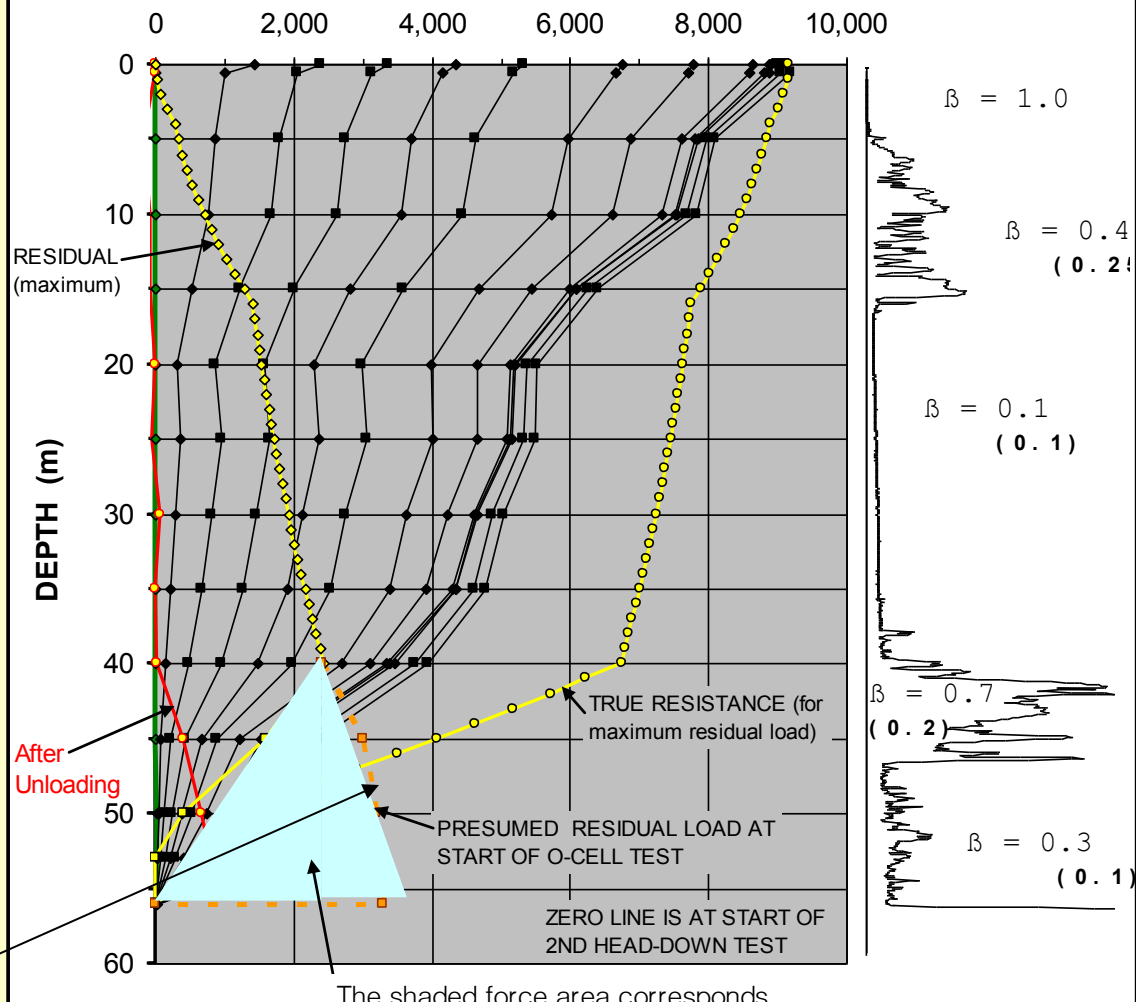 0 2,000 4,000 6,000 8,000 10,000
0
10
20
30
40
50
60
DEPTH (m)
RESIDUAL
(maximum)
After
Unloading
TRUE RESISTANCE (for
maximum residual load)
PRESUMED RESIDUAL LOAD AT
START OF O-CELL TEST
ZERO LINE IS AT START OF
2ND HEAD-DOWN TEST
The shaded force area corresponds
ß = 1.0
ß = 0.4
ß = 0.1
(0.1)
ß = 0.7
(0.2)
ß = 0.3
(0.1)